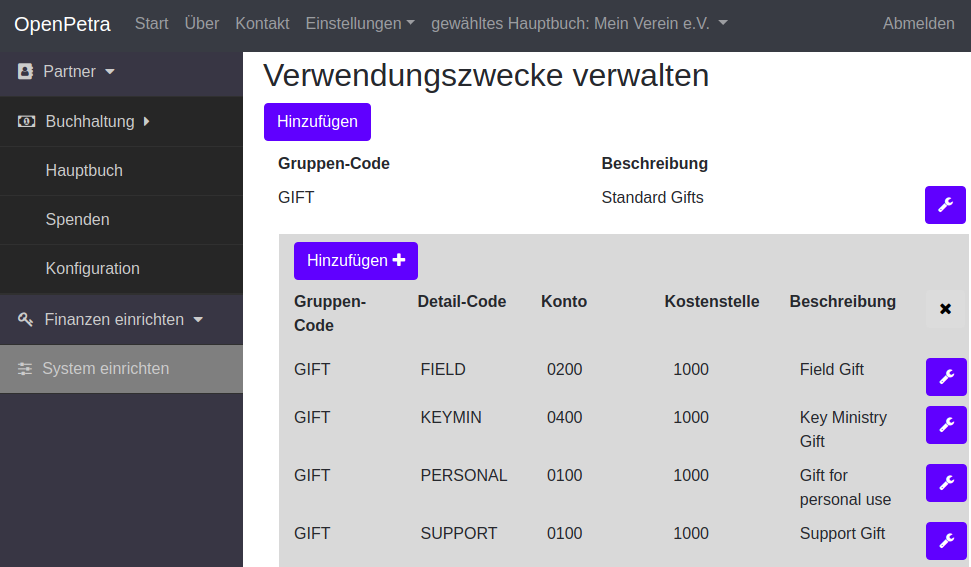 OpenPetra Start Über Kontakt Einstellungen gewähltes Hauptbuch: Mein Verein e.V. Abmelden
Partner
Buchhaltung
Hauptbuch
Spenden
Konfiguration
Finanzen einrichten
System einrichten
Verwendungszwecke verwalten
Hinzufügen
Gruppen-Code Beschreibung
GIFT Standard Gifts
Hinzufügen
Gruppen- Detail-Code Konto Kostenstelle Beschreibung
Code
GIFT FIELD 0200 1000 Field Gift
GIFT KEYMIN 0400 1000 Key Ministry
Gift
GIFT PERSONAL 0100 1000 Gift for
personal use
GIFT SUPPORT 0100 1000 Support Gift